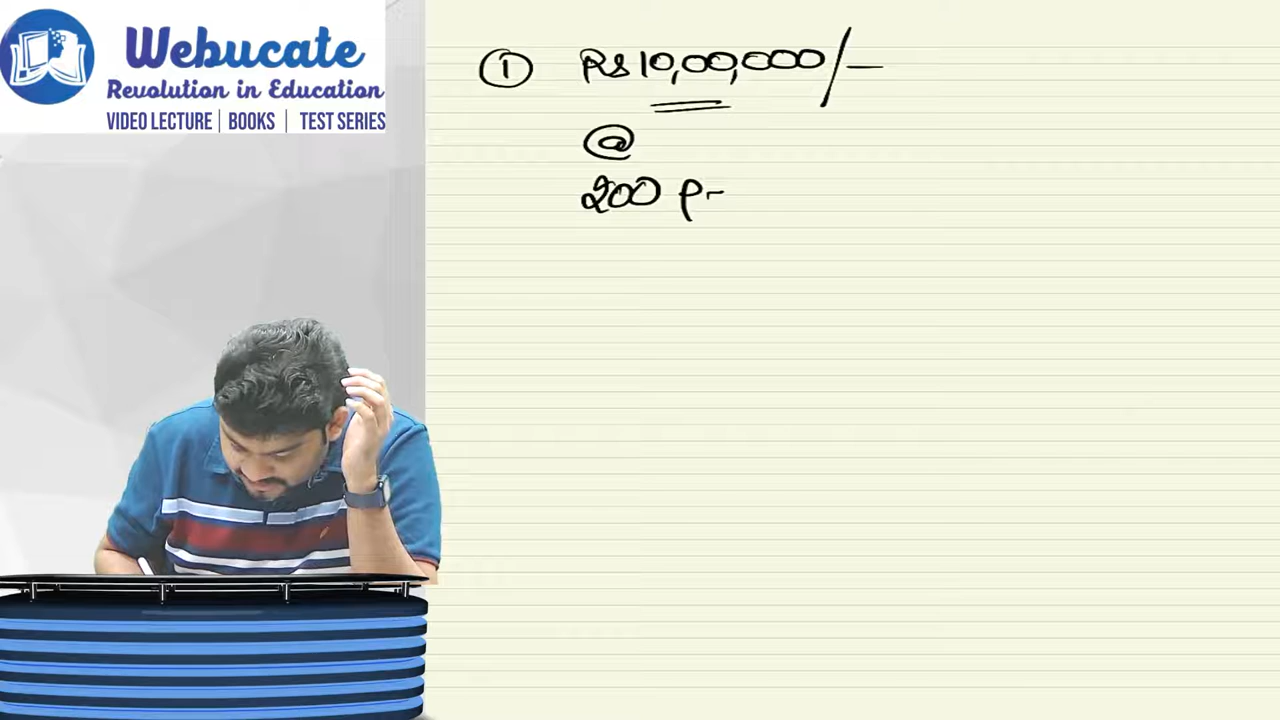 Webucate
Revolution in Education
VIDEO LECTURE | BOOKS | TEST SERIES
① Rs 10,00,000/-
@
200 p-